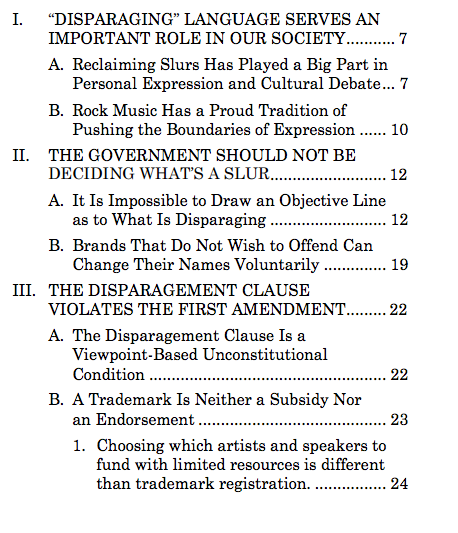 I. “DISPARAGING” LANGUAGE SERVES AN
IMPORTANT ROLE IN OUR SOCIETY........... 7
A. Reclaiming Slurs Has Played a Big Part in
Personal Expression and Cultural Debate... 7
B. Rock Music Has a Proud Tradition of
Pushing the Boundaries of Expression ...... 10
II. THE GOVERNMENT SHOULD NOT BE
DECIDING WHAT’S A SLUR.......................... 12
A. It Is Impossible to Draw an Objective Line
as to What Is Disparaging .......................... 12
B. Brands That Do Not Wish to Offend Can
Change Their Names Voluntarily .............. 19
III. THE DISPARAGEMENT CLAUSE
VIOLATES THE FIRST AMENDMENT......... 22
A. The Disparagement Clause Is a
Viewpoint-Based Unconstitutional
Condition ...................................................... 22
B. A Trademark Is Neither a Subsidy Nor
an Endorsement ........................................... 23
1. Choosing which artists and speakers to
fund with limited resources is different
than trademark registration. ................ 24